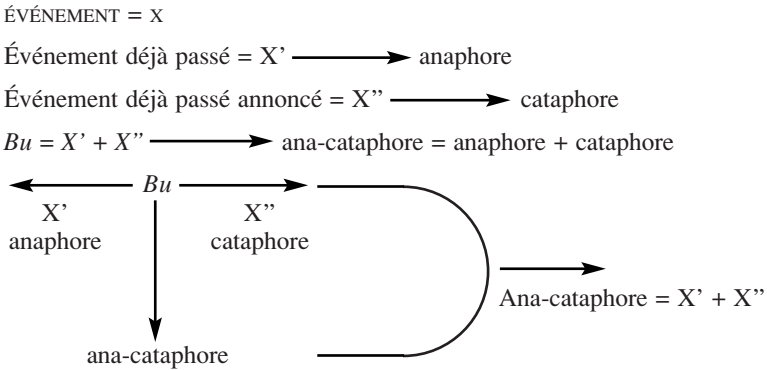 ÉVÉNEMENT = X
Événement déjà passé = X’ anaphore
Événement déjà passé annoncé = X” cataphore
Bu = X’ + X” ana-cataphore = anaphore + cataphore
Bu
X’ X”
anaphore cataphore
Ana-cataphore = X’ + X”
ana-cataphore